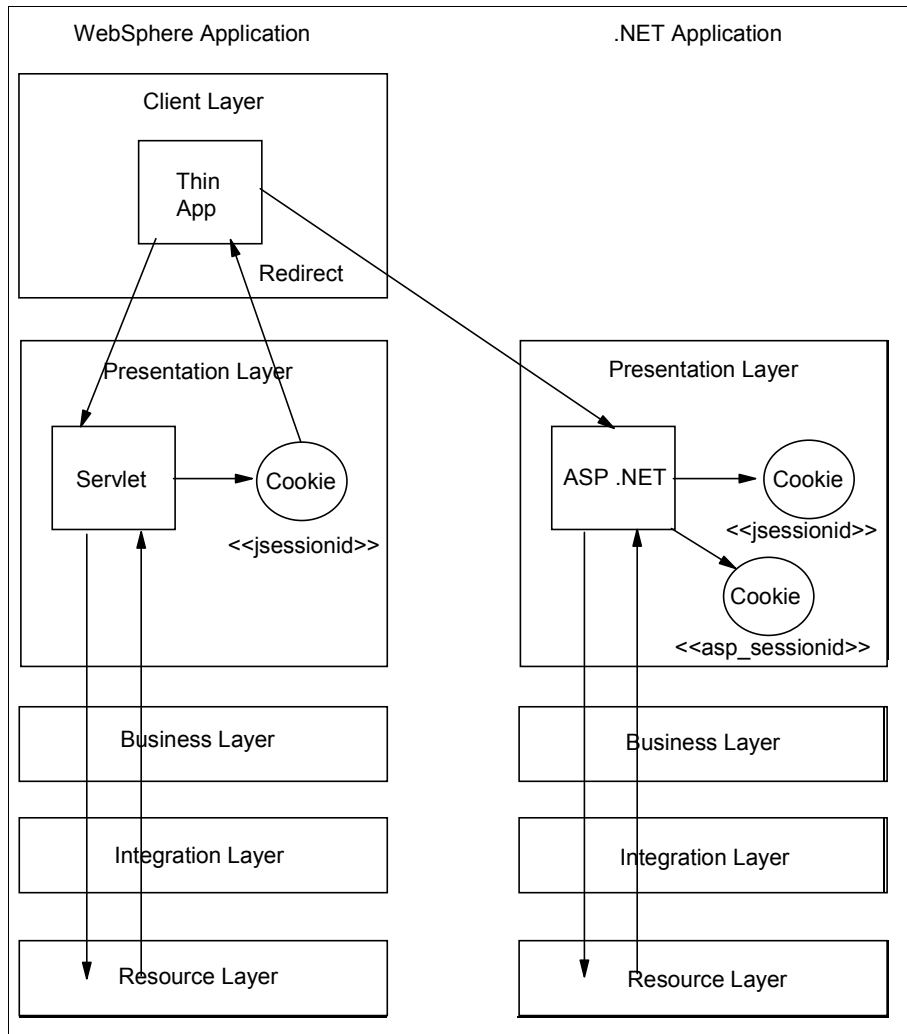 WebSphere Application
.NET Application
Client Layer
Thin
App
Redirect
Presentation Layer
Servlet
Cookie
<<jsessionid>>
Presentation Layer
ASP .NET
Cookie
<<jsessionid>>
Cookie
<<asp_sessionid>>
Business Layer
Business Layer
Integration Layer
Integration Layer
Resource Layer
Resource Layer